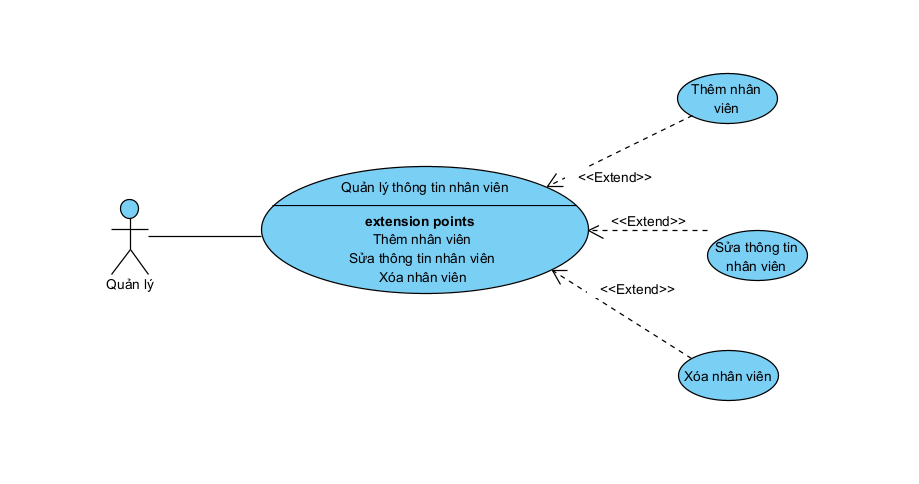 Thêm nhân
viên
<<Extend>>
Quản lý thông tin nhân viên
extension points
Thêm nhân viên
Sửa thông tin nhân viên
Xóa nhân viên
<<Extend>>
Sửa thông tin
nhân viên
Quản lý
<<Extend>>
Xóa nhân viên